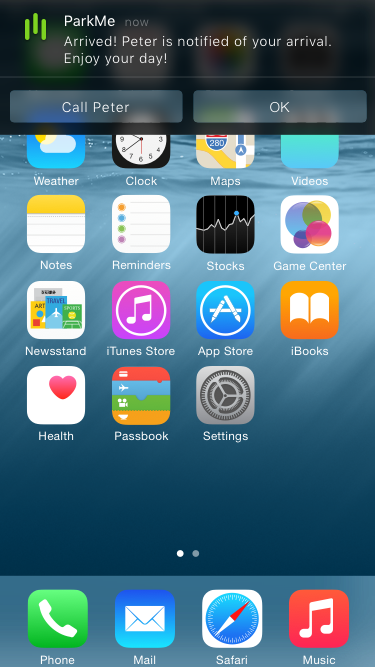 ParkMe now
Arrived! Peter is notified of your arrival.
Enjoy your day!
Call Peter OK
280
Weather Clock Maps Videos
Notes Reminders Stocks Game Center
ART TRAVEL SPORTS
Newsstand iTunes Store App Store iBooks
Health Passbook Settings
Phone Mail Safari Music